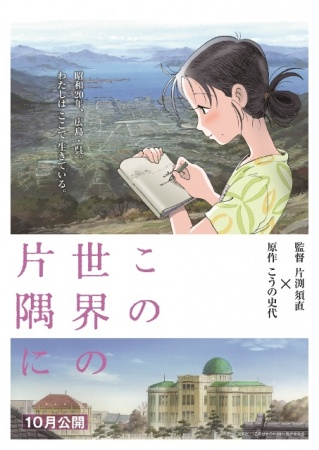 昭和20年、広島・呉。
わたしは ここで 生きている。
監督 片渕須直
×
原作 こうの史代
この
世界の
片隅に
10月公開